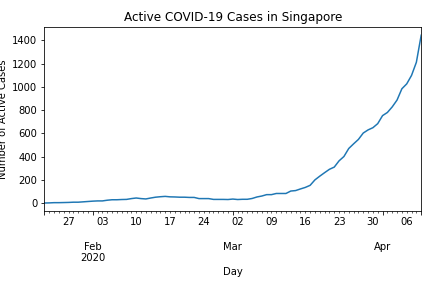 Active COVID-19 Cases in Singapore
Number of Active Cases
1400
1200
1000
800
600
400
200
0
27 03 10 17 24 02 09 16 23 30 06
Feb Mar Apr
2020
Day